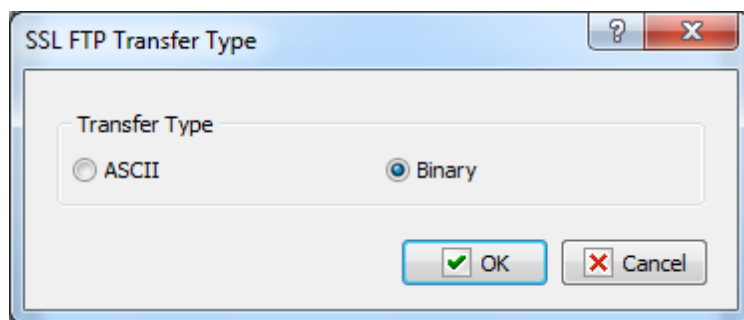 SSL FTP Transfer Type
Transfer Type
ASCII Binary
OK Cancel